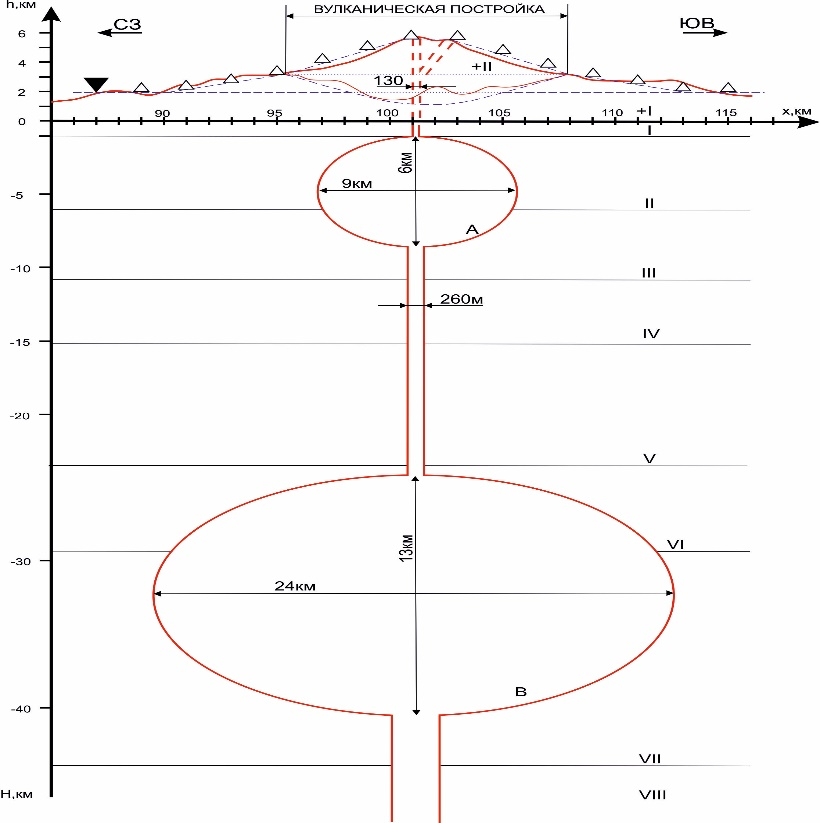 h,км
ВУЛКАНИЧЕСКАЯ ПОСТРОЙКА
СЗ
ЮВ
6
4
2
0
+II
130
90
95
100
105
110
115
+I
I
x,км
6км
9км
A
II
-5
-10
III
260м
-15
IV
-20
V
VI
-30
13км
24км
B
-40
VII
VIII
H,км